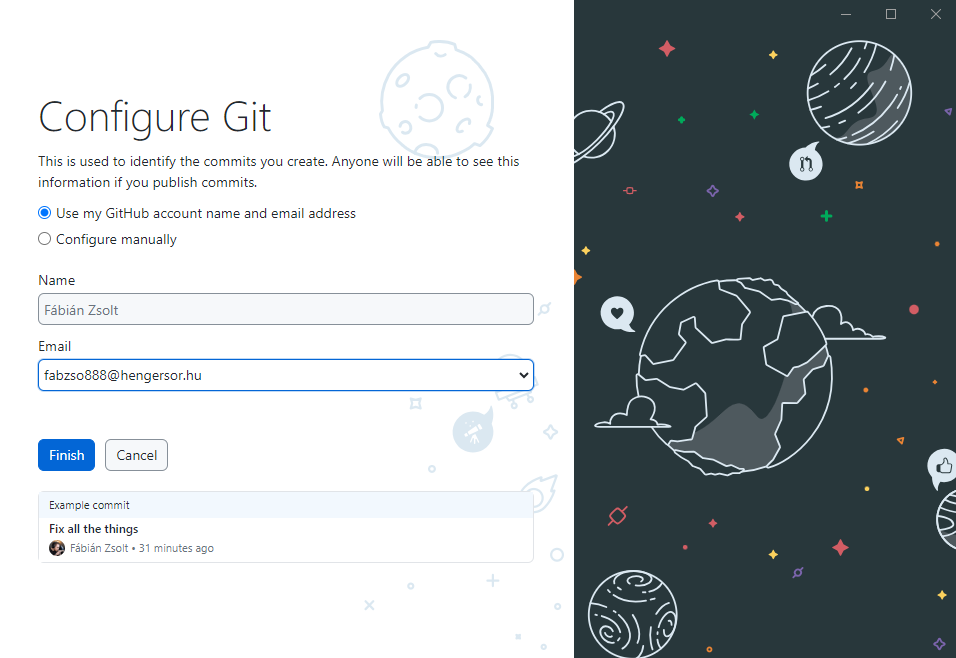 Configure Git
This is used to identify the commits you create. Anyone will be able to see this
information if you publish commits.
Use my GitHub account name and email address
Configure manually
Name
Fábián Zsolt
Email
fabzso888@hengersor.hu
Finish
Cancel
Example commit
Fix all the things
Fábián Zsolt • 31 minutes ago